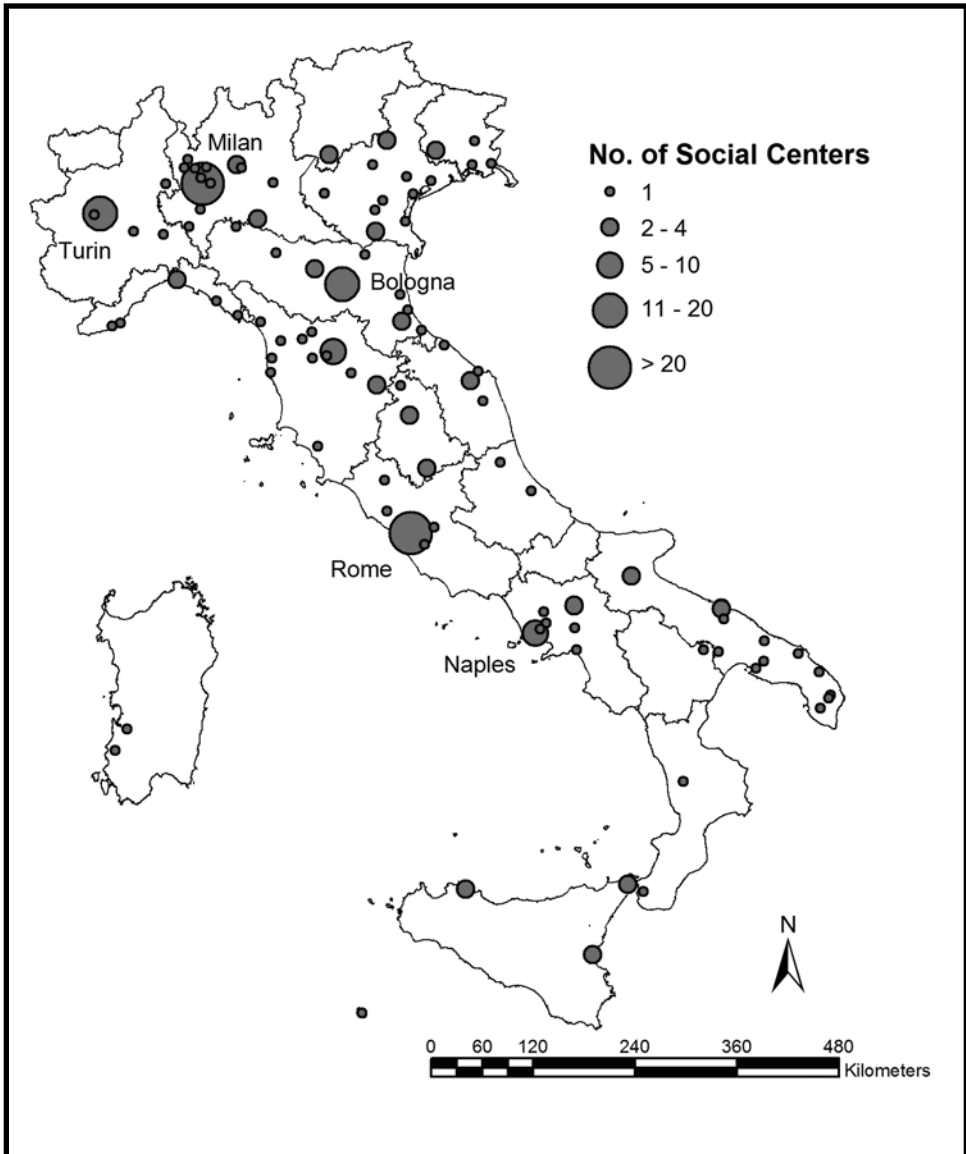 Milan
No. of Social Centers
1
2 - 4
5 - 10
11 - 20
> 20
Turin
Bologna
Rome
Naples
N
0 60 120 240 360 480
Kilometers